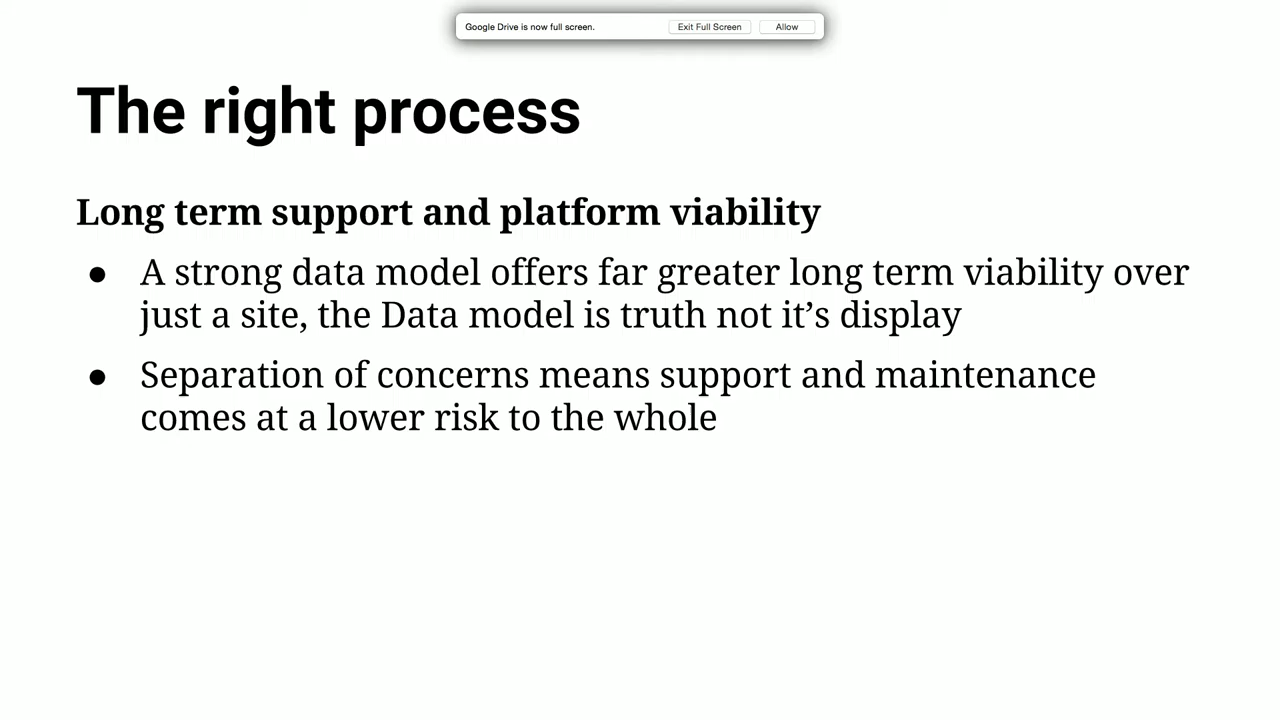 Google Drive is now full screen. Exit Full Screen Allow
The right process
Long term support and platform viability
● A strong data model offers far greater long term viability over
just a site, the Data model is truth not it’s display
● Separation of concerns means support and maintenance
comes at a lower risk to the whole